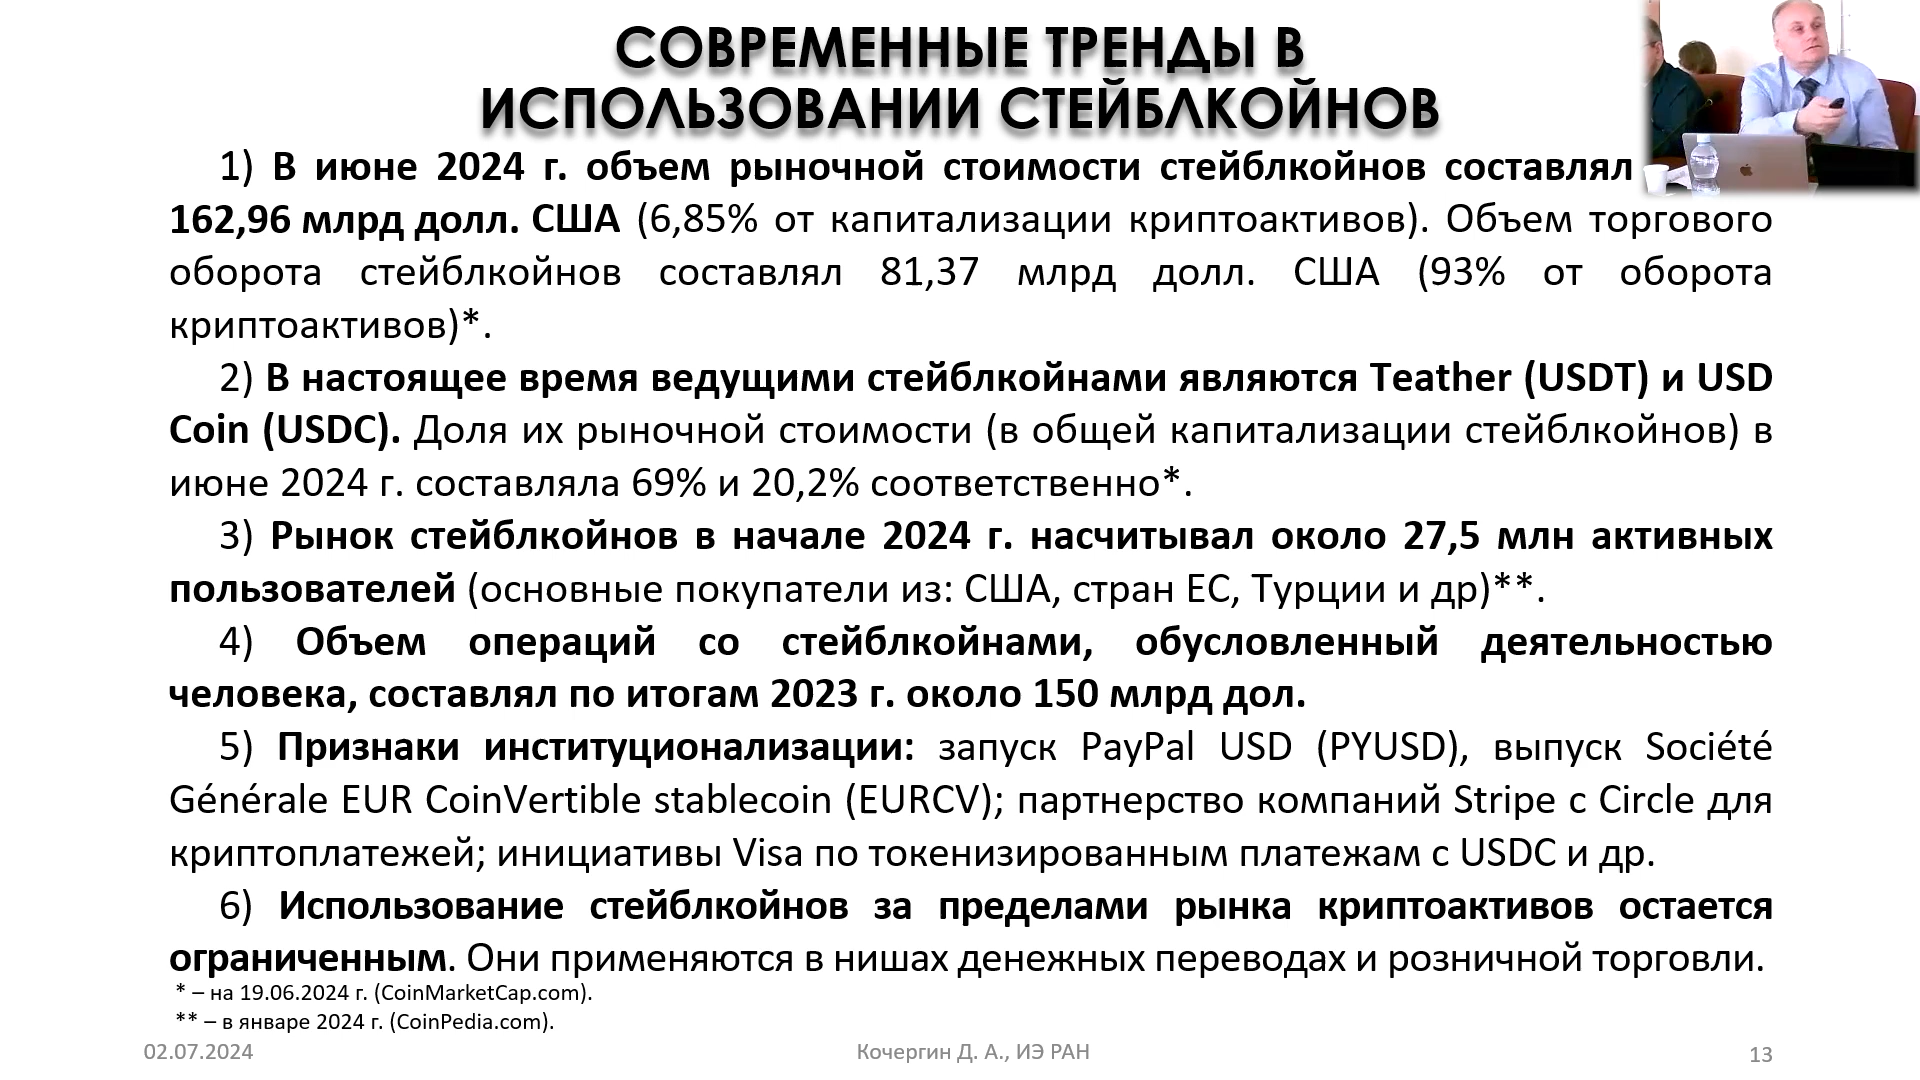 СОВРЕМЕННЫЕ ТРЕНДЫ В
ИСПОЛЬЗОВАНИИ СТЕЙБЛКОЙНОВ
1) В июне 2024 г. объем рыночной стоимости стейблкойнов составлял
162,96 млрд долл. США (6,85% от капитализации криптоактивов). Объем торгового
оборота стейблкойнов составлял 81,37 млрд долл. США (93% от оборота
криптоактивов)*.
2) В настоящее время ведущими стейблкойнами являются Teather (USDT) и USD
Coin (USDC). Доля их рыночной стоимости (в общей капитализации стейблкойнов) в
июне 2024 г. составляла 69% и 20,2% соответственно*.
3) Рынок стейблкойнов в начале 2024 г. насчитывал около 27,5 млн активных
пользователей (основные покупатели из: США, стран ЕС, Турции и др)**.
4) Объем операций со стейблкойнами, обусловленный деятельностью
человека, составлял по итогам 2023 г. около 150 млрд дол.
5) Признаки институционализации: запуск PayPal USD (PYUSD), выпуск Société
Générale EUR CoinVertible stablecoin (EURCV); партнерство компаний Stripe с Circle для
криптоплатежей; инициативы Visa по токенизированным платежам с USDC и др.
6) Использование стейблкойнов за пределами рынка криптоактивов остается
ограниченным. Они применяются в нишах денежных переводах и розничной торговли.
* – на 19.06.2024 г. (CoinMarketCap.com).
** – в январе 2024 г. (CoinPedia.com).
02.07.2024
Кочергин Д. А., ИЭ РАН
13